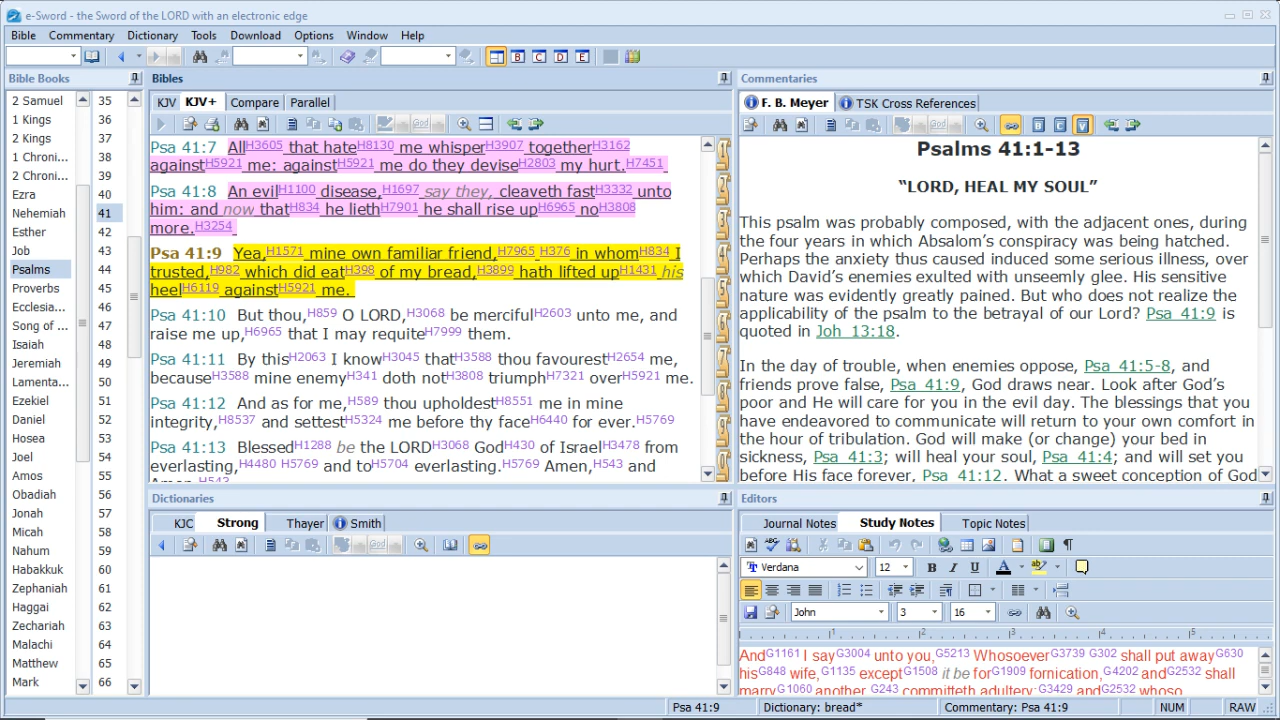 e-Sword - the Sword of the LORD with an electronic edge
Bible Commentary Dictionary Tools Download Options Window Help
B C D E
Bible Books
2 Samuel
1 Kings
2 Kings
1 Chroni...
2 Chroni...
Ezra
Nehemiah
Esther
Job
Psalms
Proverbs
Ecclesia...
Song of ...
Isaiah
Jeremiah
Lamenta...
Ezekiel
Daniel
Hosea
Joel
Amos
Obadiah
Jonah
Micah
Nahum
Habakkuk
Zephaniah
Haggai
Zechariah
Malachi
Matthew
Mark
35
36
37
38
39
40
41
42
43
44
45
46
47
48
49
50
51
52
53
54
55
56
57
58
59
60
61
62
63
64
65
66
Bibles
KJV KJV+ Compare Parallel
God
Psa 41:7 AllH3605 that hateH8130 me whisperH3907 togetherH3162
againstH5921 me: againstH5921 me do they deviseH2803 my hurt.H7451
Psa 41:8 An evilH1100 disease,H1697 say they, cleaveth fastH3332 unto
him: and now thatH834 he liethH7901 he shall rise upH6965 noH3808
more.H3254
Psa 41:9 Yea,H1571 mine own familiar friend,H7965 H376 in whomH834 I
trusted,H982 which did eatH398 of my bread,H3899 hath lifted upH1431 his
heelH6119 againstH5921 me.
Psa 41:10 But thou,H859 O LORD,H3068 be mercifulH2603 unto me, and
raise me up,H6965 that I may requiteH7999 them.
Psa 41:11 By thisH2063 I knowH3045 thatH3588 thou favourestH2654 me,
becauseH3588 mine enemyH341 doth notH3808 triumphH7321 overH5921 me.
Psa 41:12 And as for me,H589 thou upholdestH8551 me in mine
integrity,H8537 and settestH5324 me before thy faceH6440 for ever.H5769
Psa 41:13 BlessedH1288 be the LORDH3068 GodH430 of IsraelH3478 from
everlasting,H4480 H5769 and toH5704 everlasting.H5769 Amen,H543 and
Amen.H543
Commentaries
F. B. Meyer TSK Cross References
God B C V
Psalms 41:1-13
“LORD, HEAL MY SOUL”
This psalm was probably composed, with the adjacent ones, during
the four years in which Absalom’s conspiracy was being hatched.
Perhaps the anxiety thus caused induced some serious illness, over
which David’s enemies exulted with unseemly glee. His sensitive
nature was evidently greatly pained. But who does not realize the
applicability of the psalm to the betrayal of our Lord? Psa 41:9 is
quoted in Joh 13:18.
In the day of trouble, when enemies oppose, Psa 41:5-8, and
friends prove false, Psa 41:9, God draws near. Look after God’s
poor and He will care for you in the evil day. The blessings that you
have endeavored to communicate will return to your own comfort in
the hour of tribulation. God will make (or change) your bed in
sickness, Psa 41:3; will heal your soul, Psa 41:4; and will set you
before His face forever, Psa 41:12. What a sweet conception of God
Dictionaries
KJC Strong Thayer Smith
God
Editors
Journal Notes Study Notes Topic Notes
ABC
Verdana 12 B I U A ab
John 3 16
1 2 3 4 5
AndG1161 I sayG3004 unto you,G5213 WhosoeverG3739 G302 shall put awayG630
hisG848 wife,G1135 exceptG1508 it be forG1909 fornication,G4202 andG2532 shall
marryG1060 another,G243 committeth adultery:G3429 andG2532 whoso
Psa 41:9 Dictionary: bread* Commentary: Psa 41:9 NUM RAW